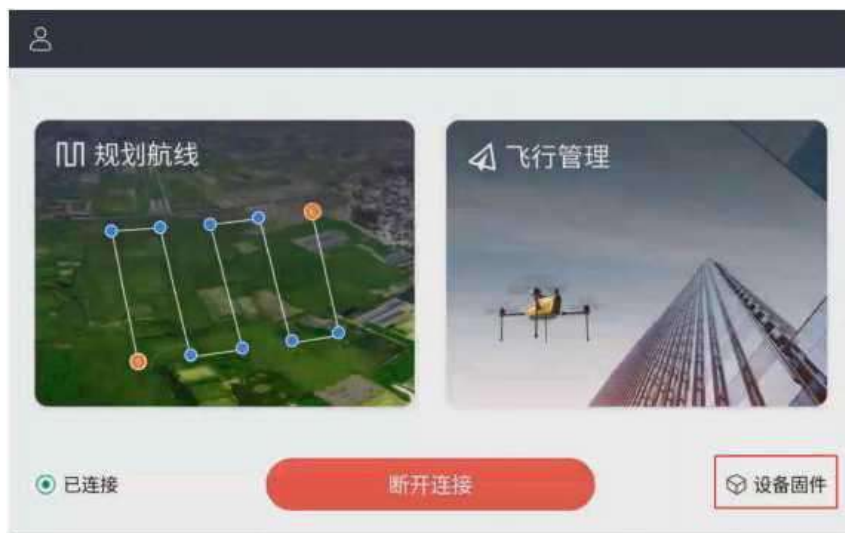 规划航线
飞行管理
已连接
断开连接
设备固件